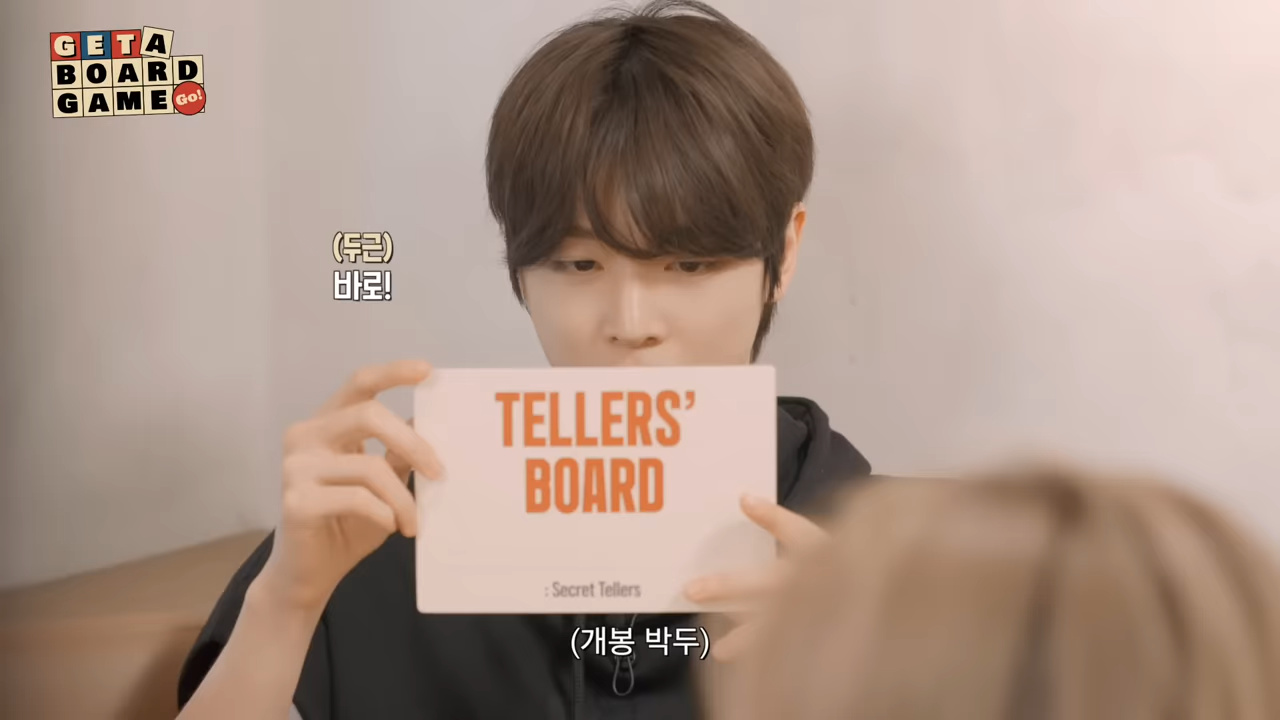 GET A
BOARD
GAME Go!
(두근)
바로!
TELLERS'
BOARD
: Secret Tellers
(개봉 박두)